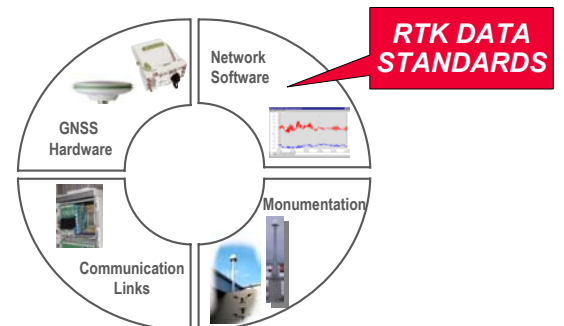 RTK DATA
STANDARDS
Network
Software
GNSS
Hardware
Monumentation
Communication
Links